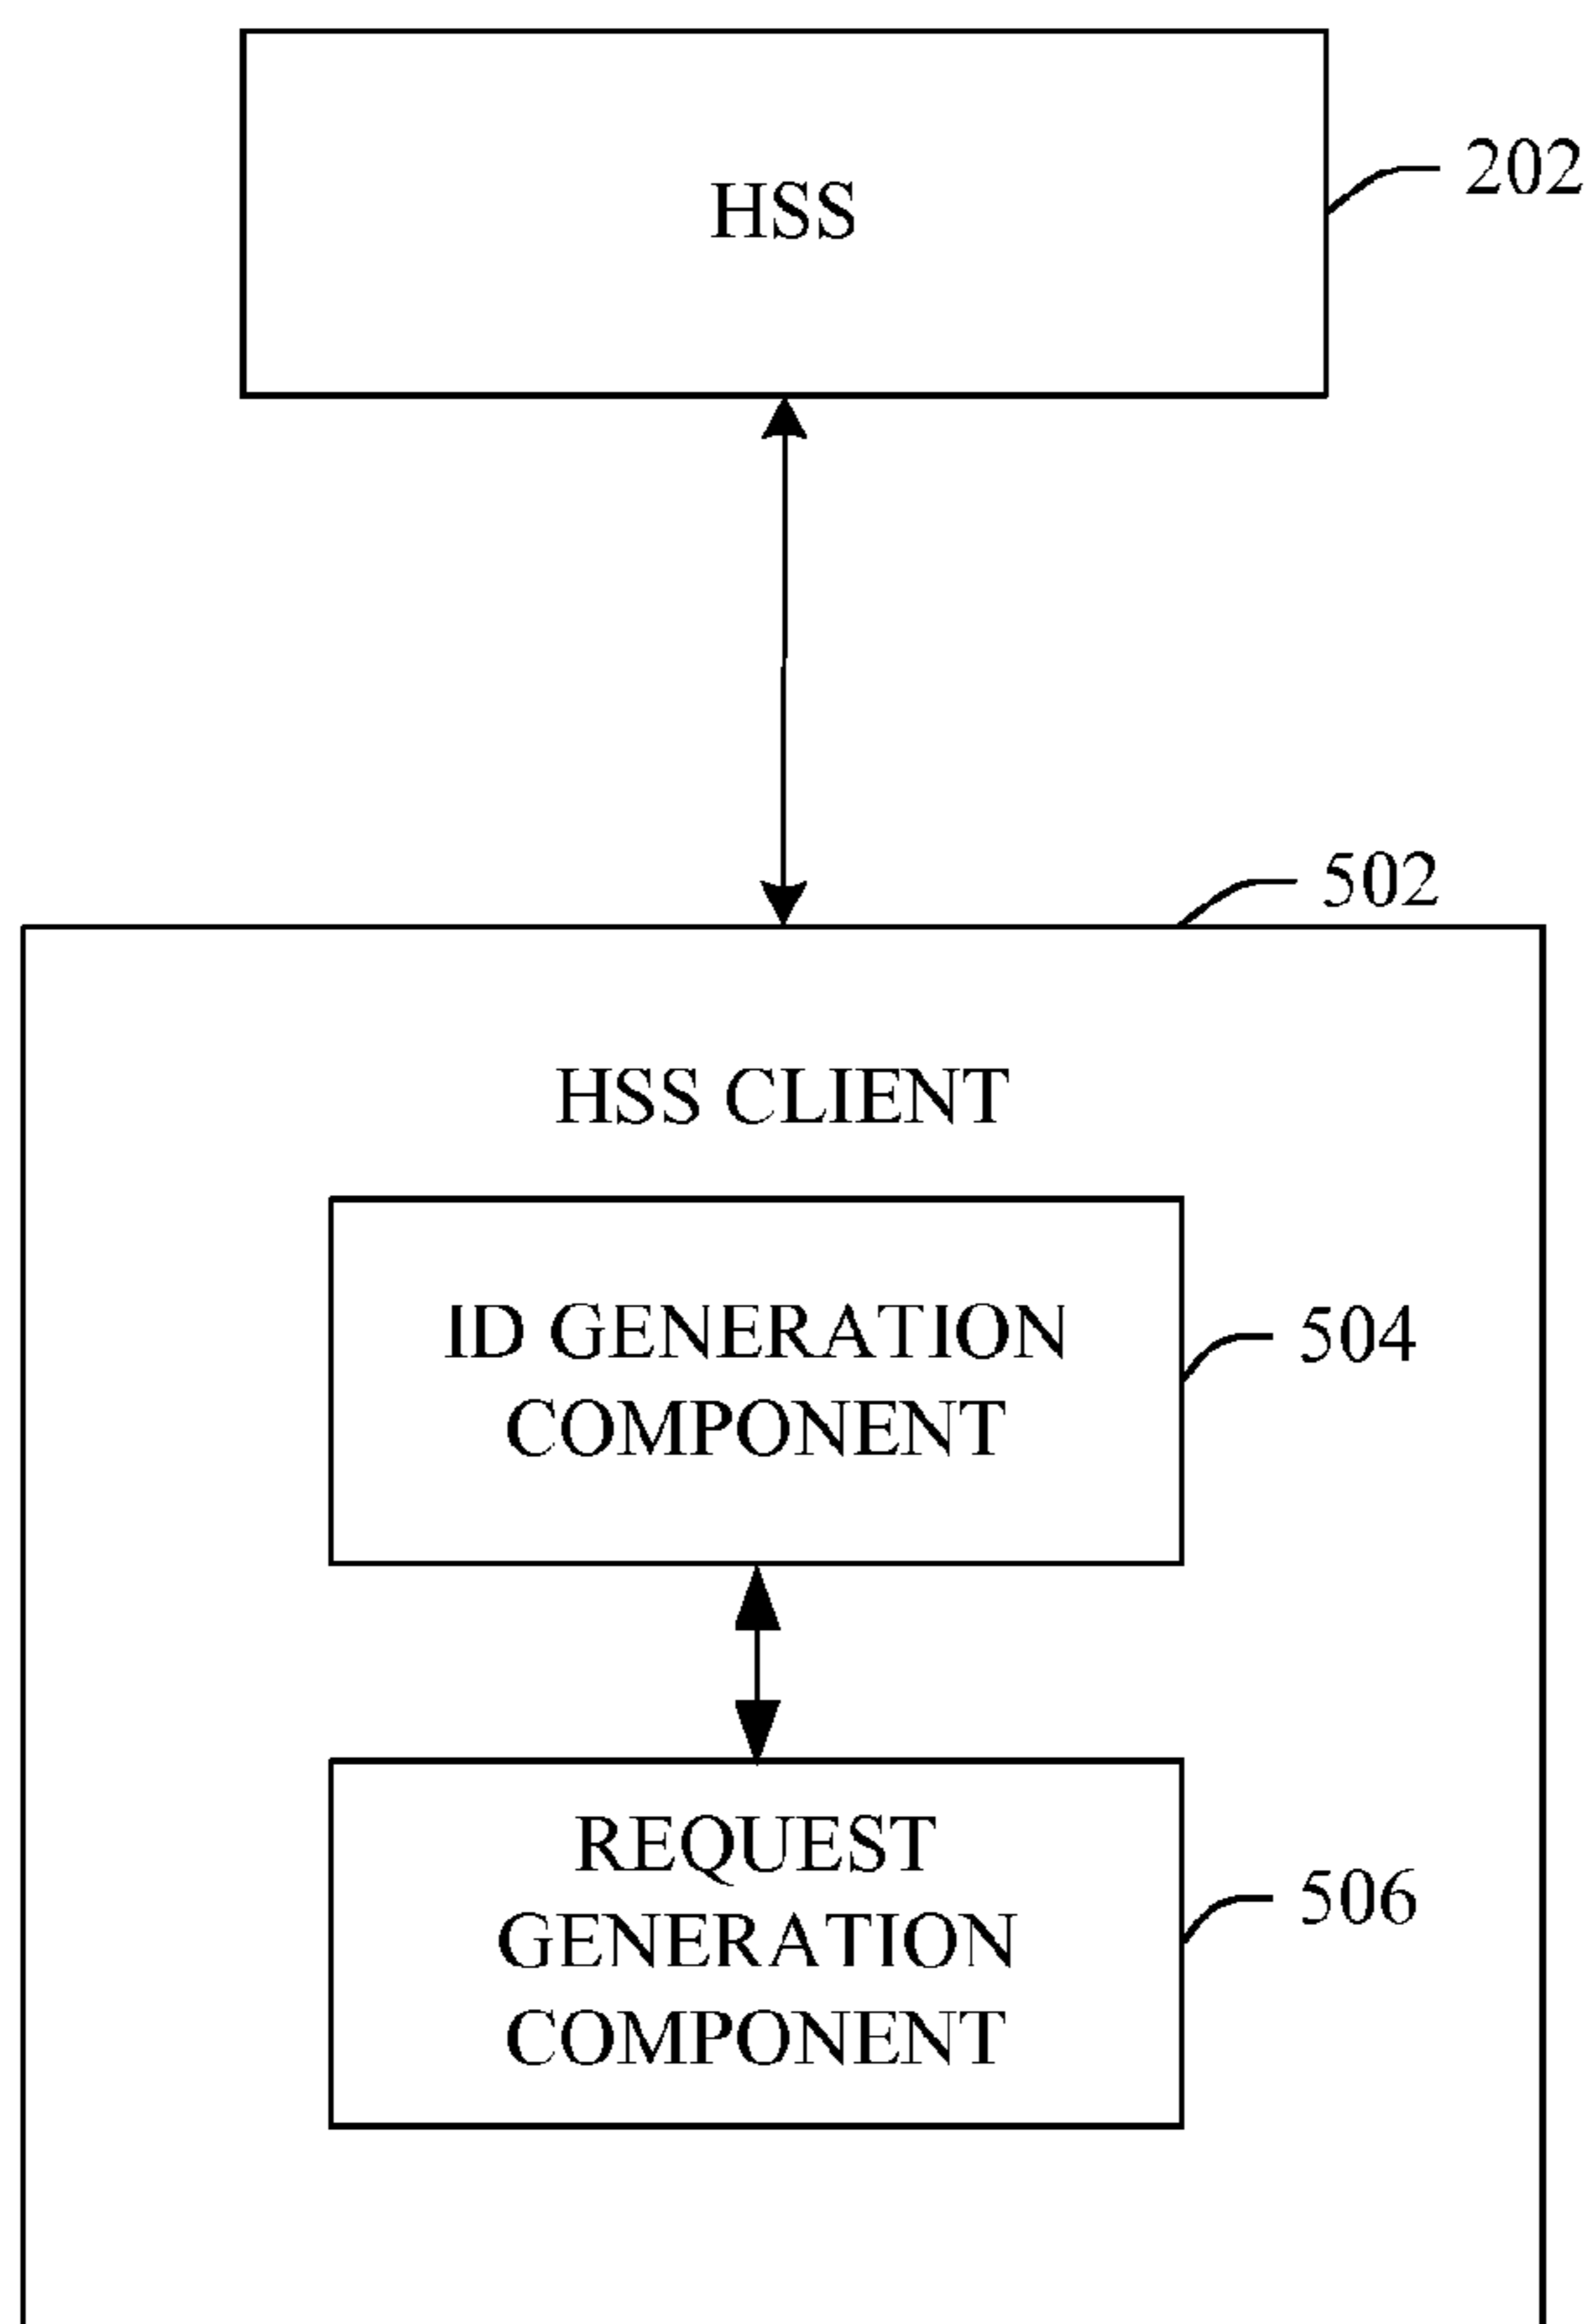 HSS
202
502
HSS CLIENT
ID GENERATION
COMPONENT
504
REQUEST
GENERATION
COMPONENT
506